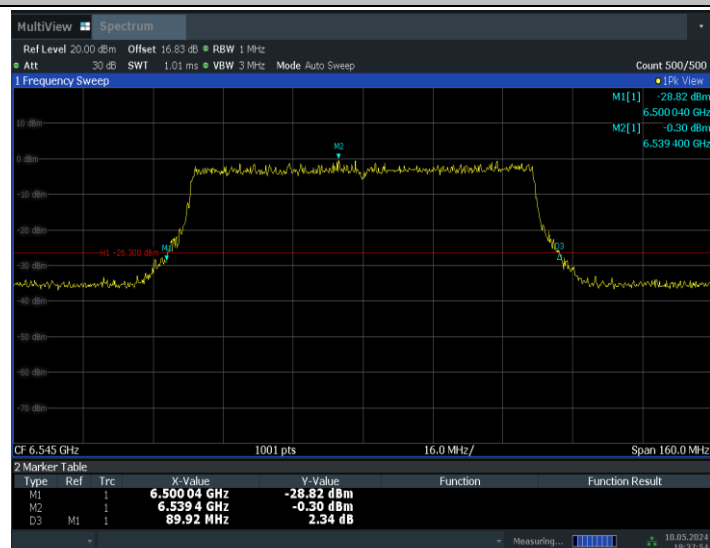 MultiView Spectrum
Ref Level 20.00 dBm Offset 16.83 dB RBW 1 MHz
Att 30 dB SWT 1.01 ms VBW 3 MHz Mode Auto Sweep Count 500/500
1 Frequency Sweep 1Pk View
M1[1] -28.82 dBm
6.500 040 GHz
10 dBm
M2[1] -0.30 dBm
6.539 400 GHz
M2
0 dBm
-10 dBm
-20 dBm
H1 -26.300 dBm M1 D3
-30 dBm
-40 dBm
-50 dBm
-60 dBm
-70 dBm
CF 6.545 GHz 1001 pts 16.0 MHz/ Span 160.0 MHz
2 Marker Table
Type Ref Trc X-Value Y-Value Function Function Result
M1 1 6.500 04 GHz -28.82 dBm
M2 1 6.539 4 GHz -0.30 dBm
D3 M1 1 89.92 MHz 2.34 dB
Measuring... 10.05.2024